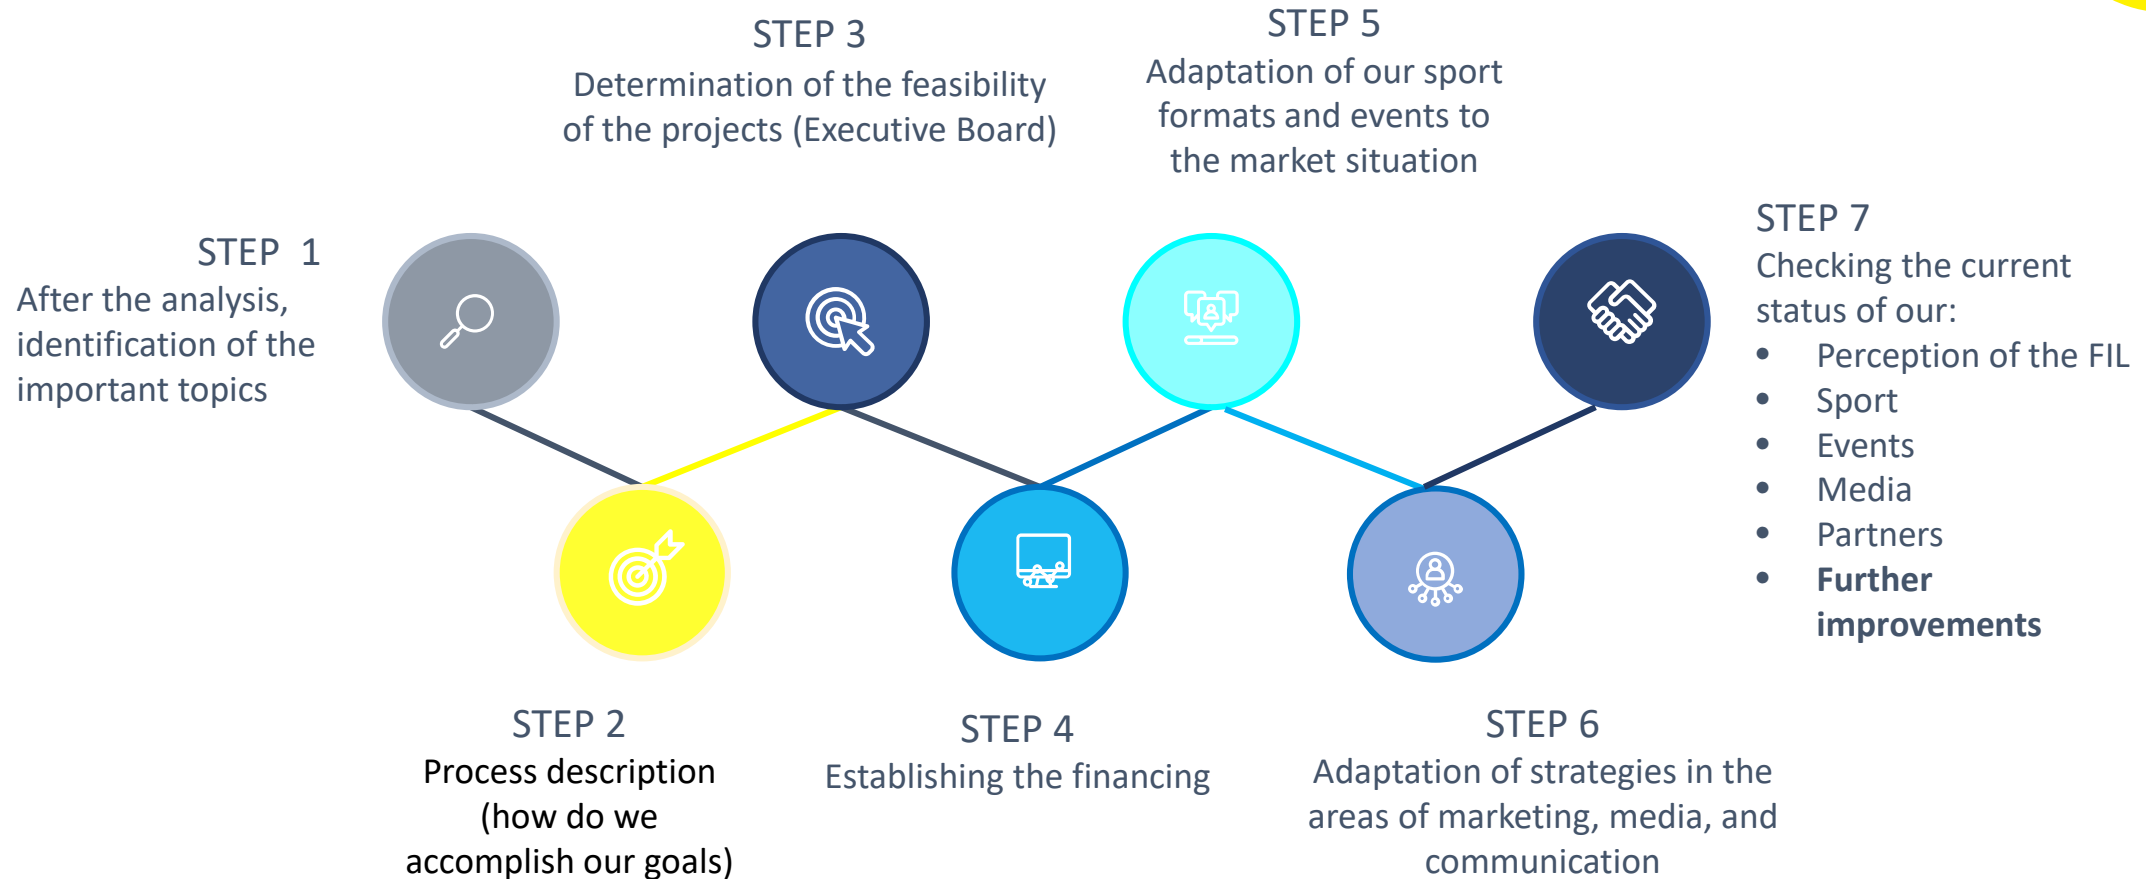 STEP 1
After the analysis,
identification of the
important topics
STEP 2
Process description
(how do we
accomplish our goals)
STEP 3
Determination of the feasibility
of the projects (Executive Board)
STEP 4
Establishing the financing
STEP 5
Adaptation of our sport
formats and events to
the market situation
STEP 6
Adaptation of strategies in the
areas of marketing, media, and
communication
STEP 7
Checking the current
status of our:
• Perception of the FIL
• Sport
• Events
• Media
• Partners
• Further
improvements